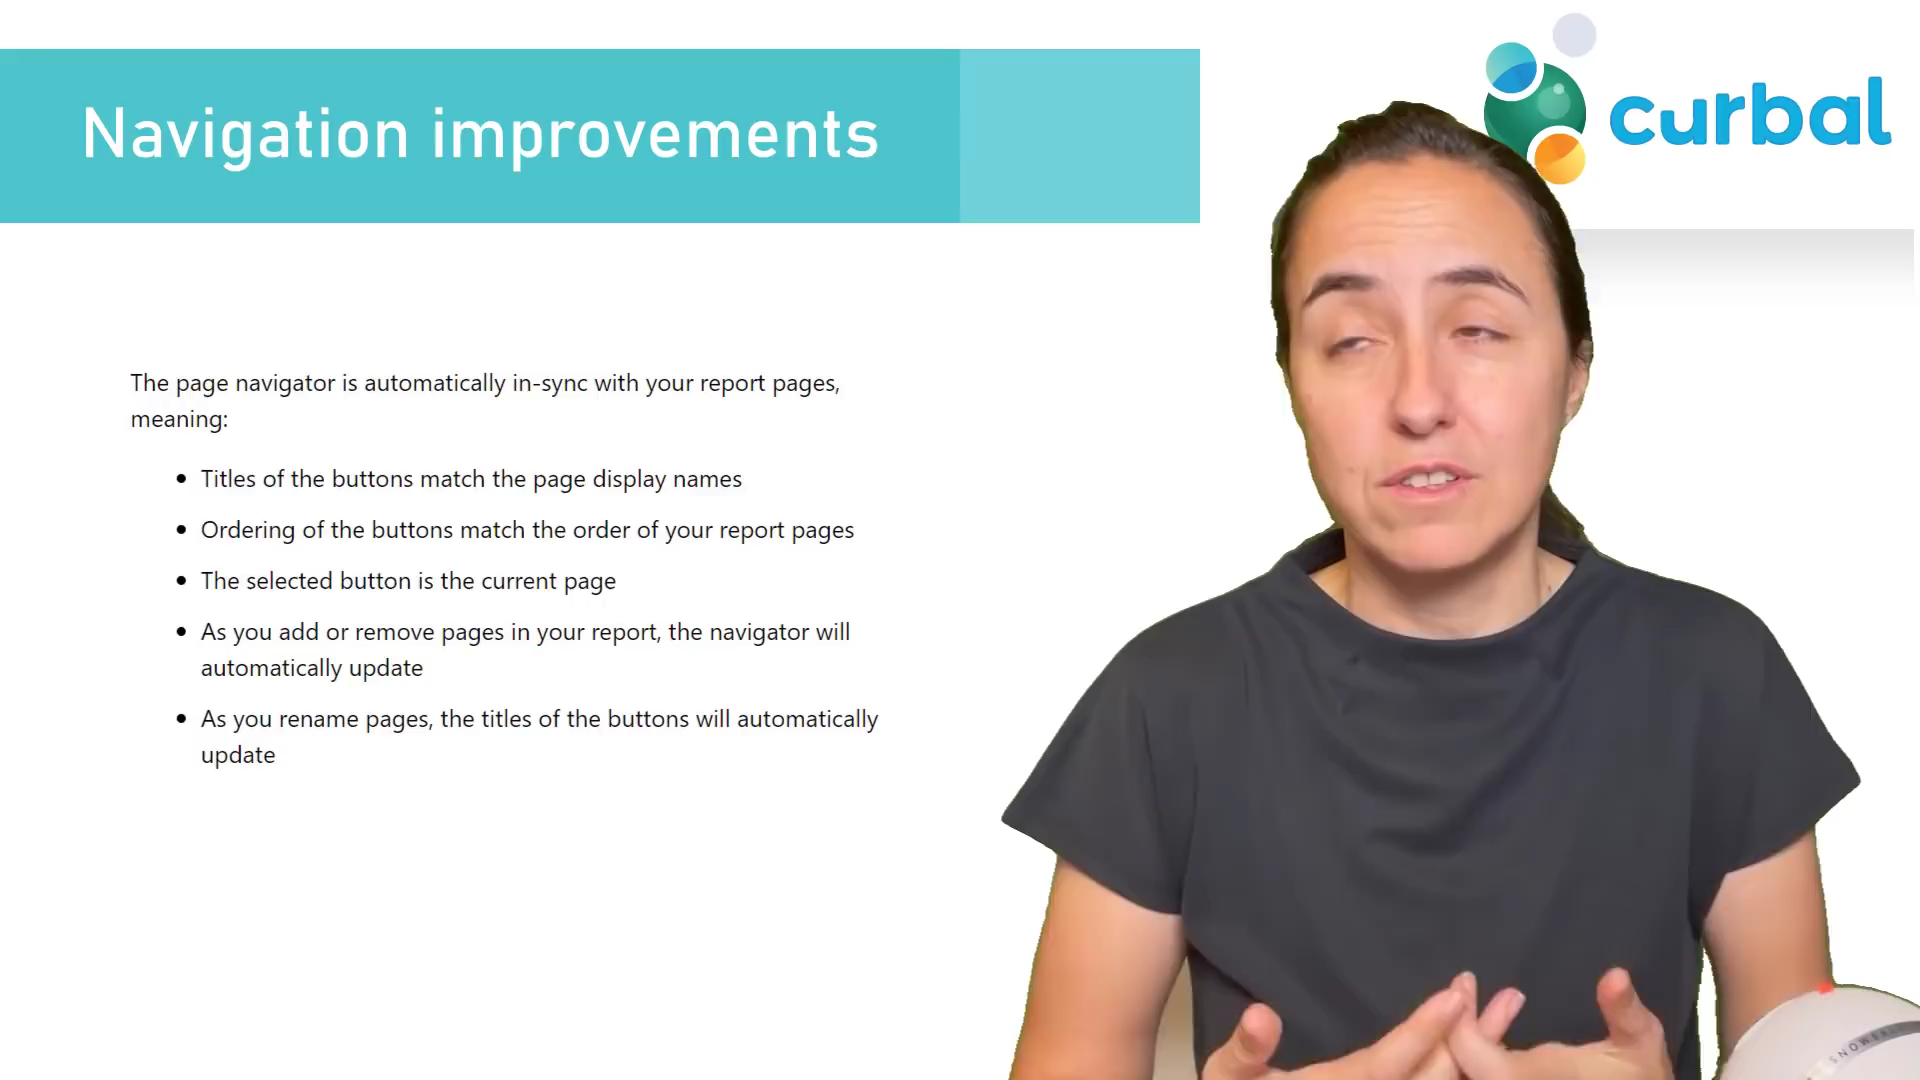 Navigation improvements
curbal
The page navigator is automatically in-sync with your report pages,
meaning:
Titles of the buttons match the page display names
Ordering of the buttons match the order of your report pages
The selected button is the current page
As you add or remove pages in your report, the navigator will
automatically update
As you rename pages, the titles of the buttons will automatically
update